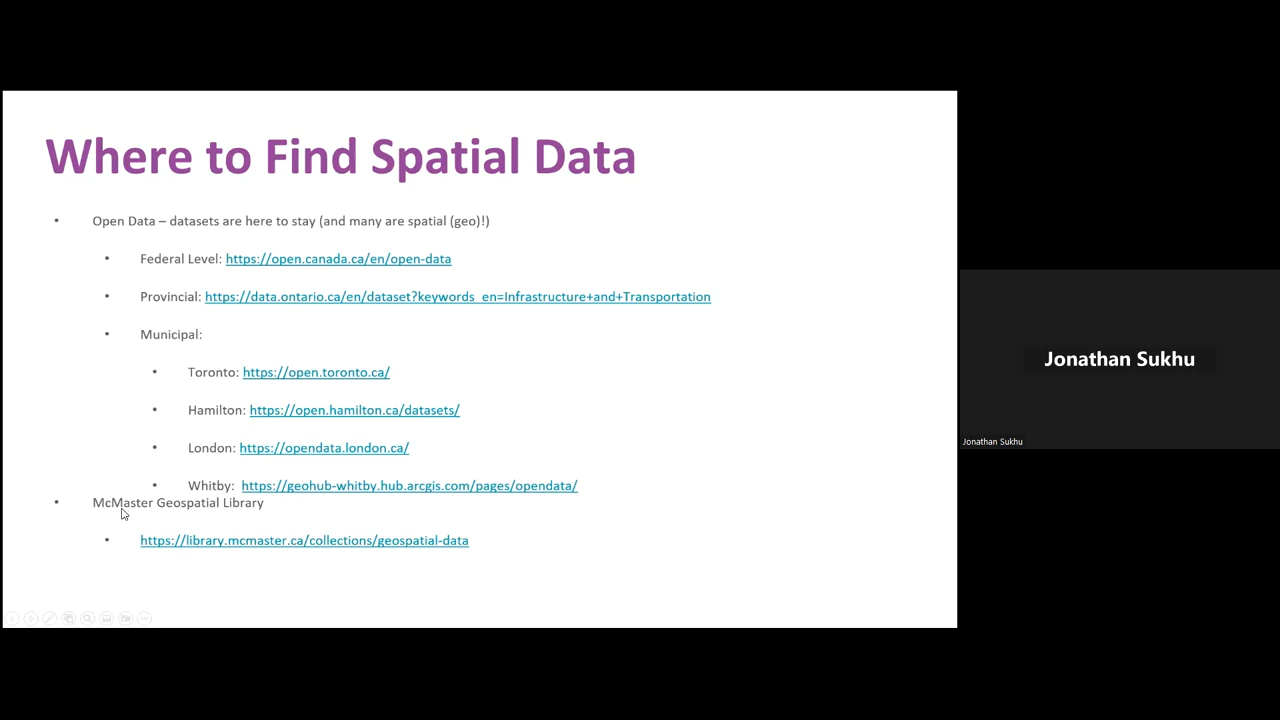 Where to Find Spatial Data
• Open Data – datasets are here to stay (and many are spatial (geo)!)
• Federal Level: https://open.canada.ca/en/open-data
• Provincial: https://data.ontario.ca/en/dataset?keywords_en=Infrastructure+and+Transportation
• Municipal:
• Toronto: https://open.toronto.ca/
• Hamilton: https://open.hamilton.ca/datasets/
• London: https://opendata.london.ca/
• Whitby: https://geohub-whitby.hub.arcgis.com/pages/opendata/
• McMaster Geospatial Library
• https://library.mcmaster.ca/collections/geospatial-data
Jonathan Sukhu
Jonathan Sukhu